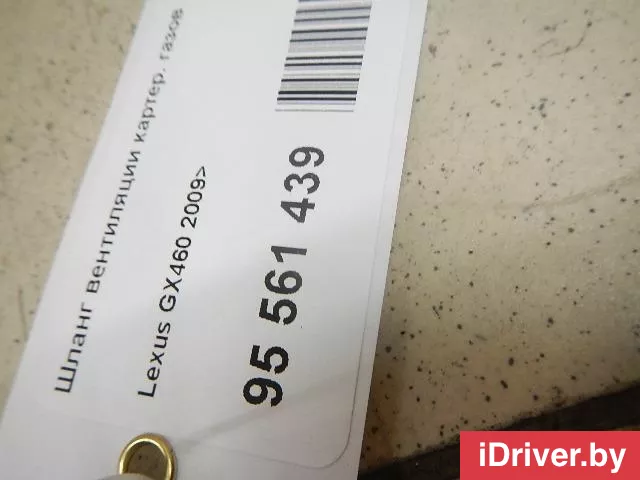 Шланг вентиляции картер. газов
Lexus GX460 2009>
95 561 439
iDriver.by